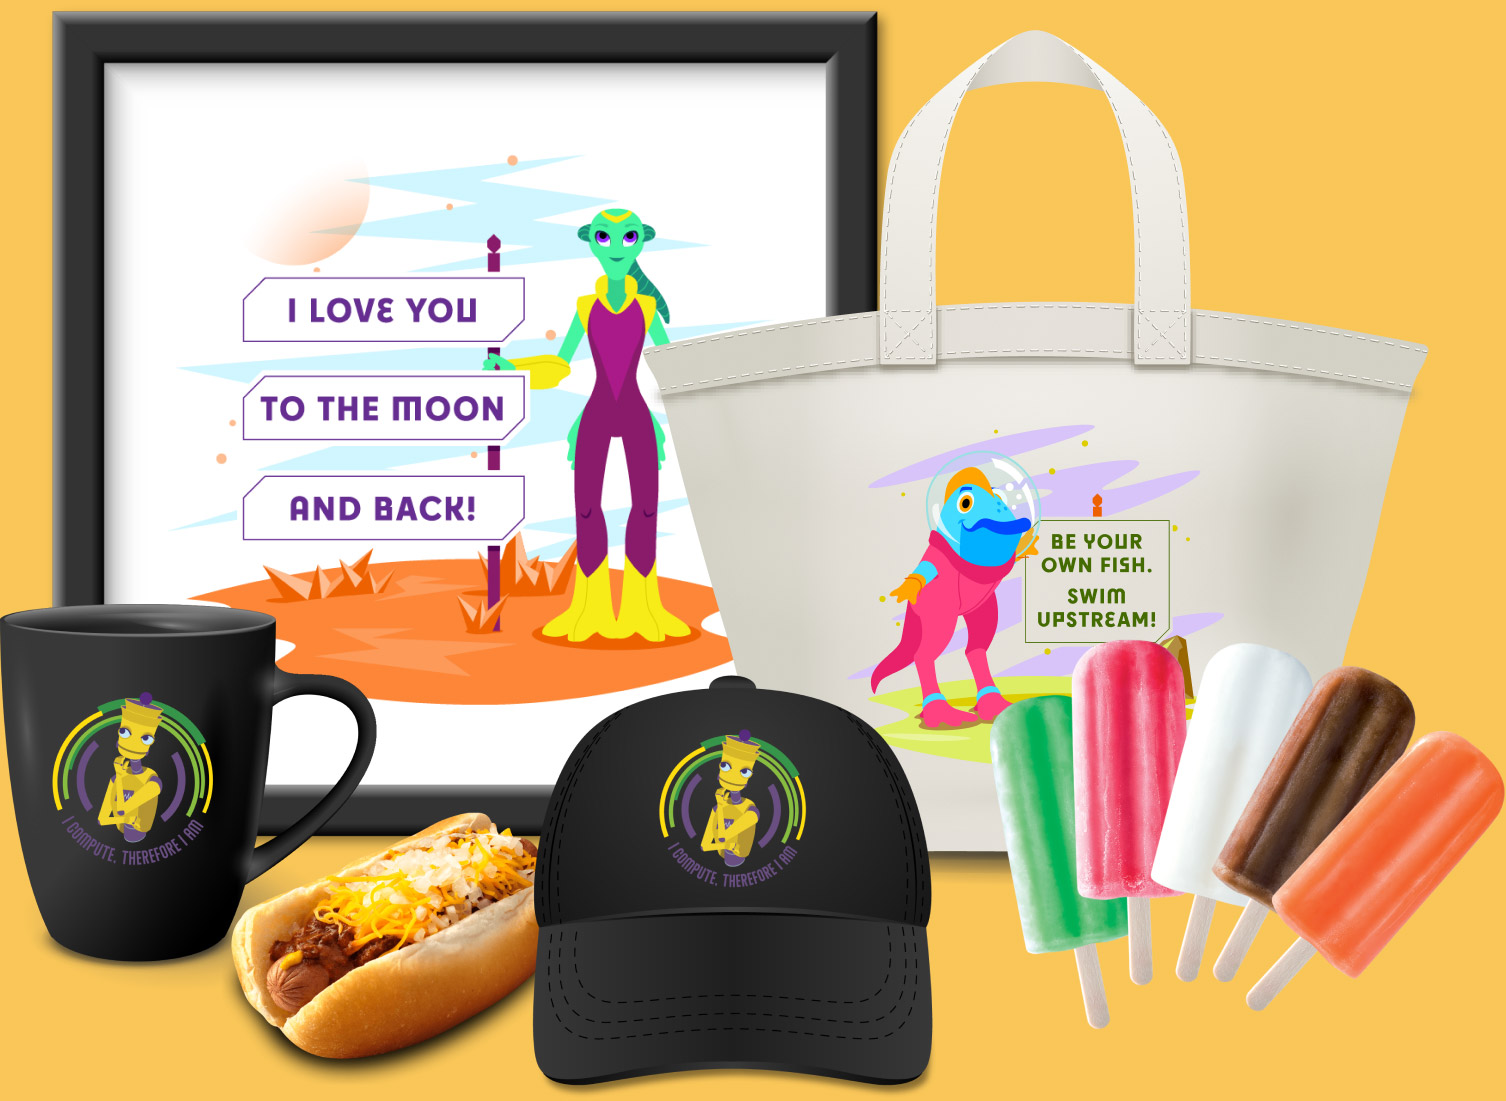 I LOVE YOU
TO THE MOON
AND BACK!
BE YOUR
OWN FISH.
SWIM
UPSTREAM!
I COMPUTE, THEREFORE I AM
I COMPUTE, THEREFORE I AM